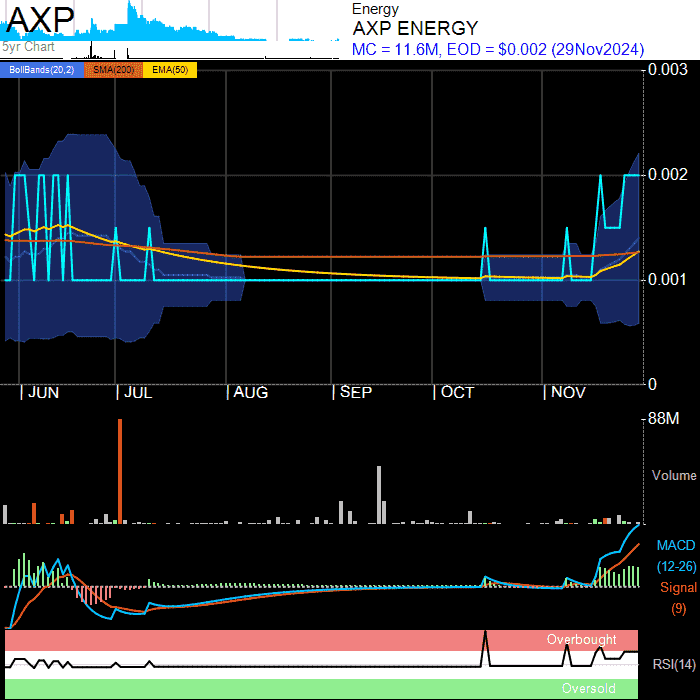 AXP
5yr Chart
Energy
AXP ENERGY
MC = 11.6M, EOD = $0.002 (29Nov2024)
BollBands(20,2) SMA(200) EMA(50)
0.003
0.002
0.001
0
JUN JUL AUG SEP OCT NOV
88M
Volume
MACD
(12-26)
Signal
(9)
Overbought
RSI(14)
Oversold